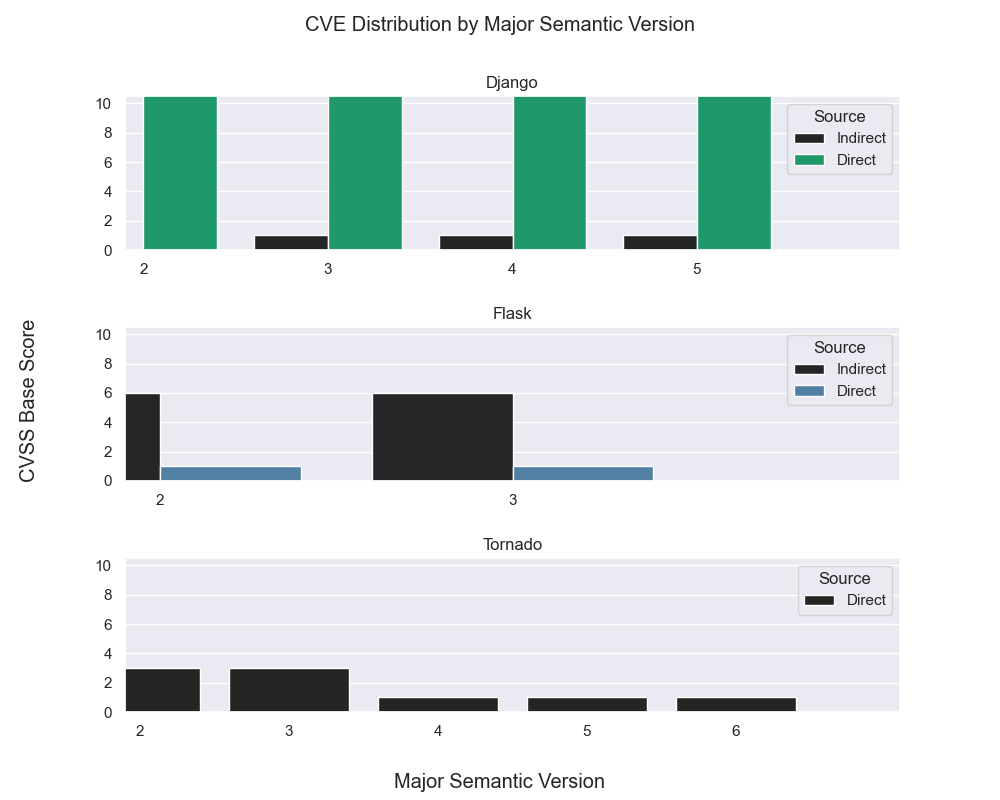 CVE Distribution by Major Semantic Version
Django
10
8
6
4
2
0
2 3 4 5
Source
Indirect
Direct
CVSS Base Score
Flask
10
8
6
4
2
0
2 3
Source
Indirect
Direct
Tornado
10
8
6
4
2
0
2 3 4 5 6
Source
Direct
Major Semantic Version